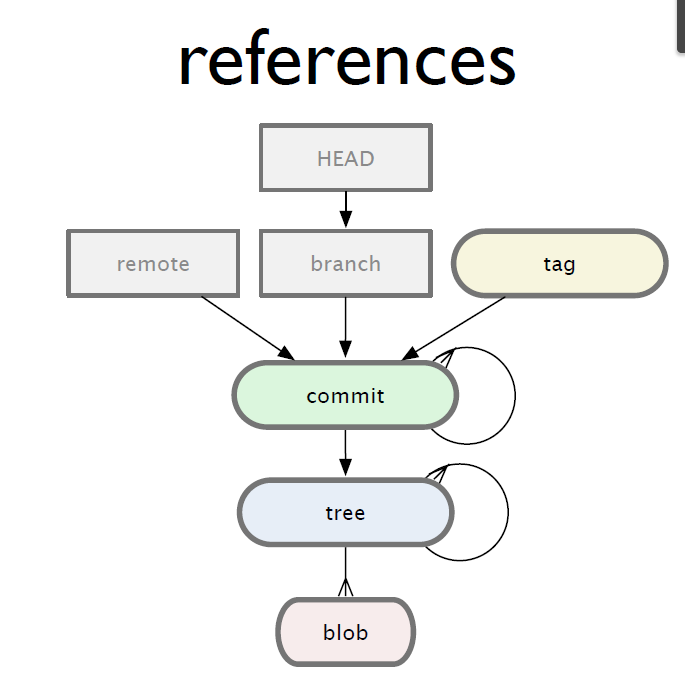 references
HEAD
remote
branch
tag
commit
tree
blob